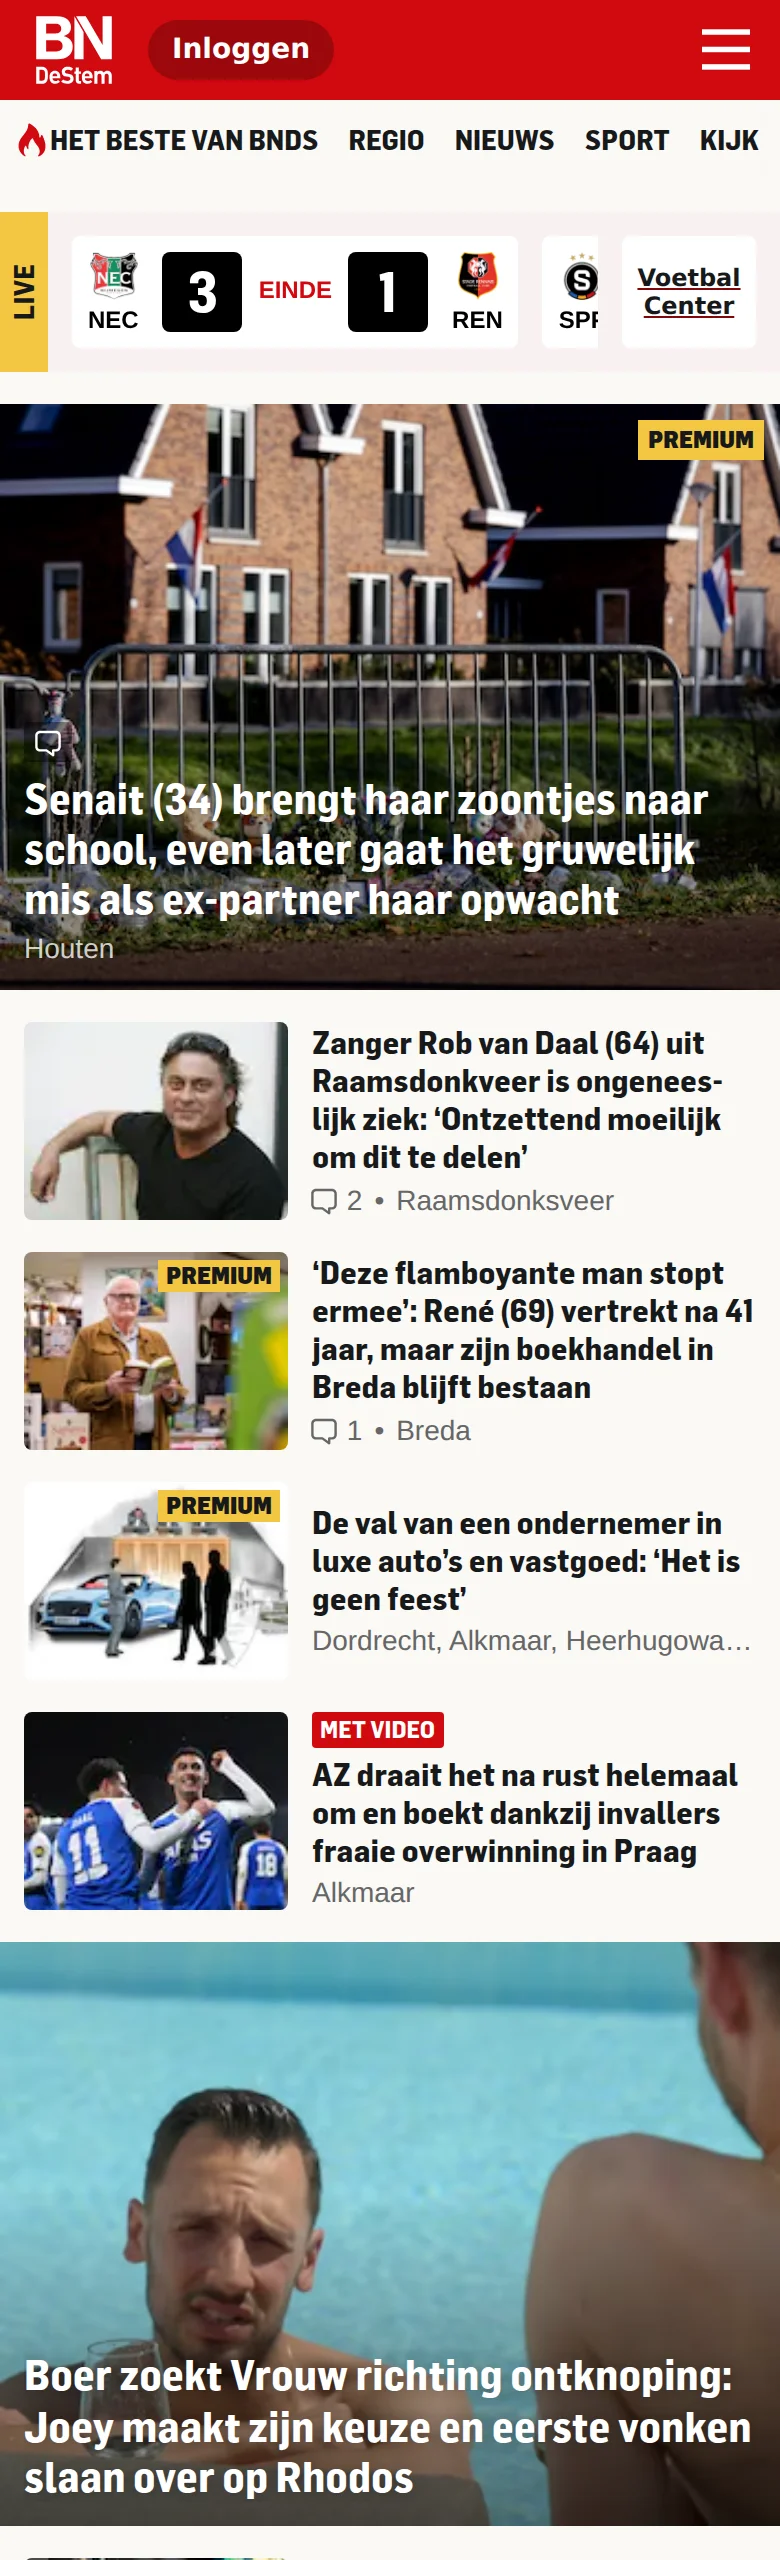 BN
DeStem
Inloggen
HET BESTE VAN BNDS REGIO NIEUWS SPORT KIJK
LIVE
NEC
3
EINDE
1
NEC
REN
S
SPR
Voetbal
Center
PREMIUM
Senait (34) brengt haar zoontjes naar
school, even later gaat het gruwelijk
mis als ex-partner haar opwacht
Houten
Zanger Rob van Daal (64) uit
Raamsdonkveer is ongenees-
lijk ziek: ‘Ontzettend moeilijk
om dit te delen’
2 • Raamsdonksveer
PREMIUM
‘Deze flamboyante man stopt
ermee’: René (69) vertrekt na 41
jaar, maar zijn boekhandel in
Breda blijft bestaan
1 • Breda
PREMIUM
De val van een ondernemer in
luxe auto’s en vastgoed: ‘Het is
geen feest’
Dordrecht, Alkmaar, Heerhugowa…
11
18
MET VIDEO
AZ draait het na rust helemaal
om en boekt dankzij invallers
fraaie overwinning in Praag
Alkmaar
Boer zoekt Vrouw richting ontknoping:
Joey maakt zijn keuze en eerste vonken
slaan over op Rhodos